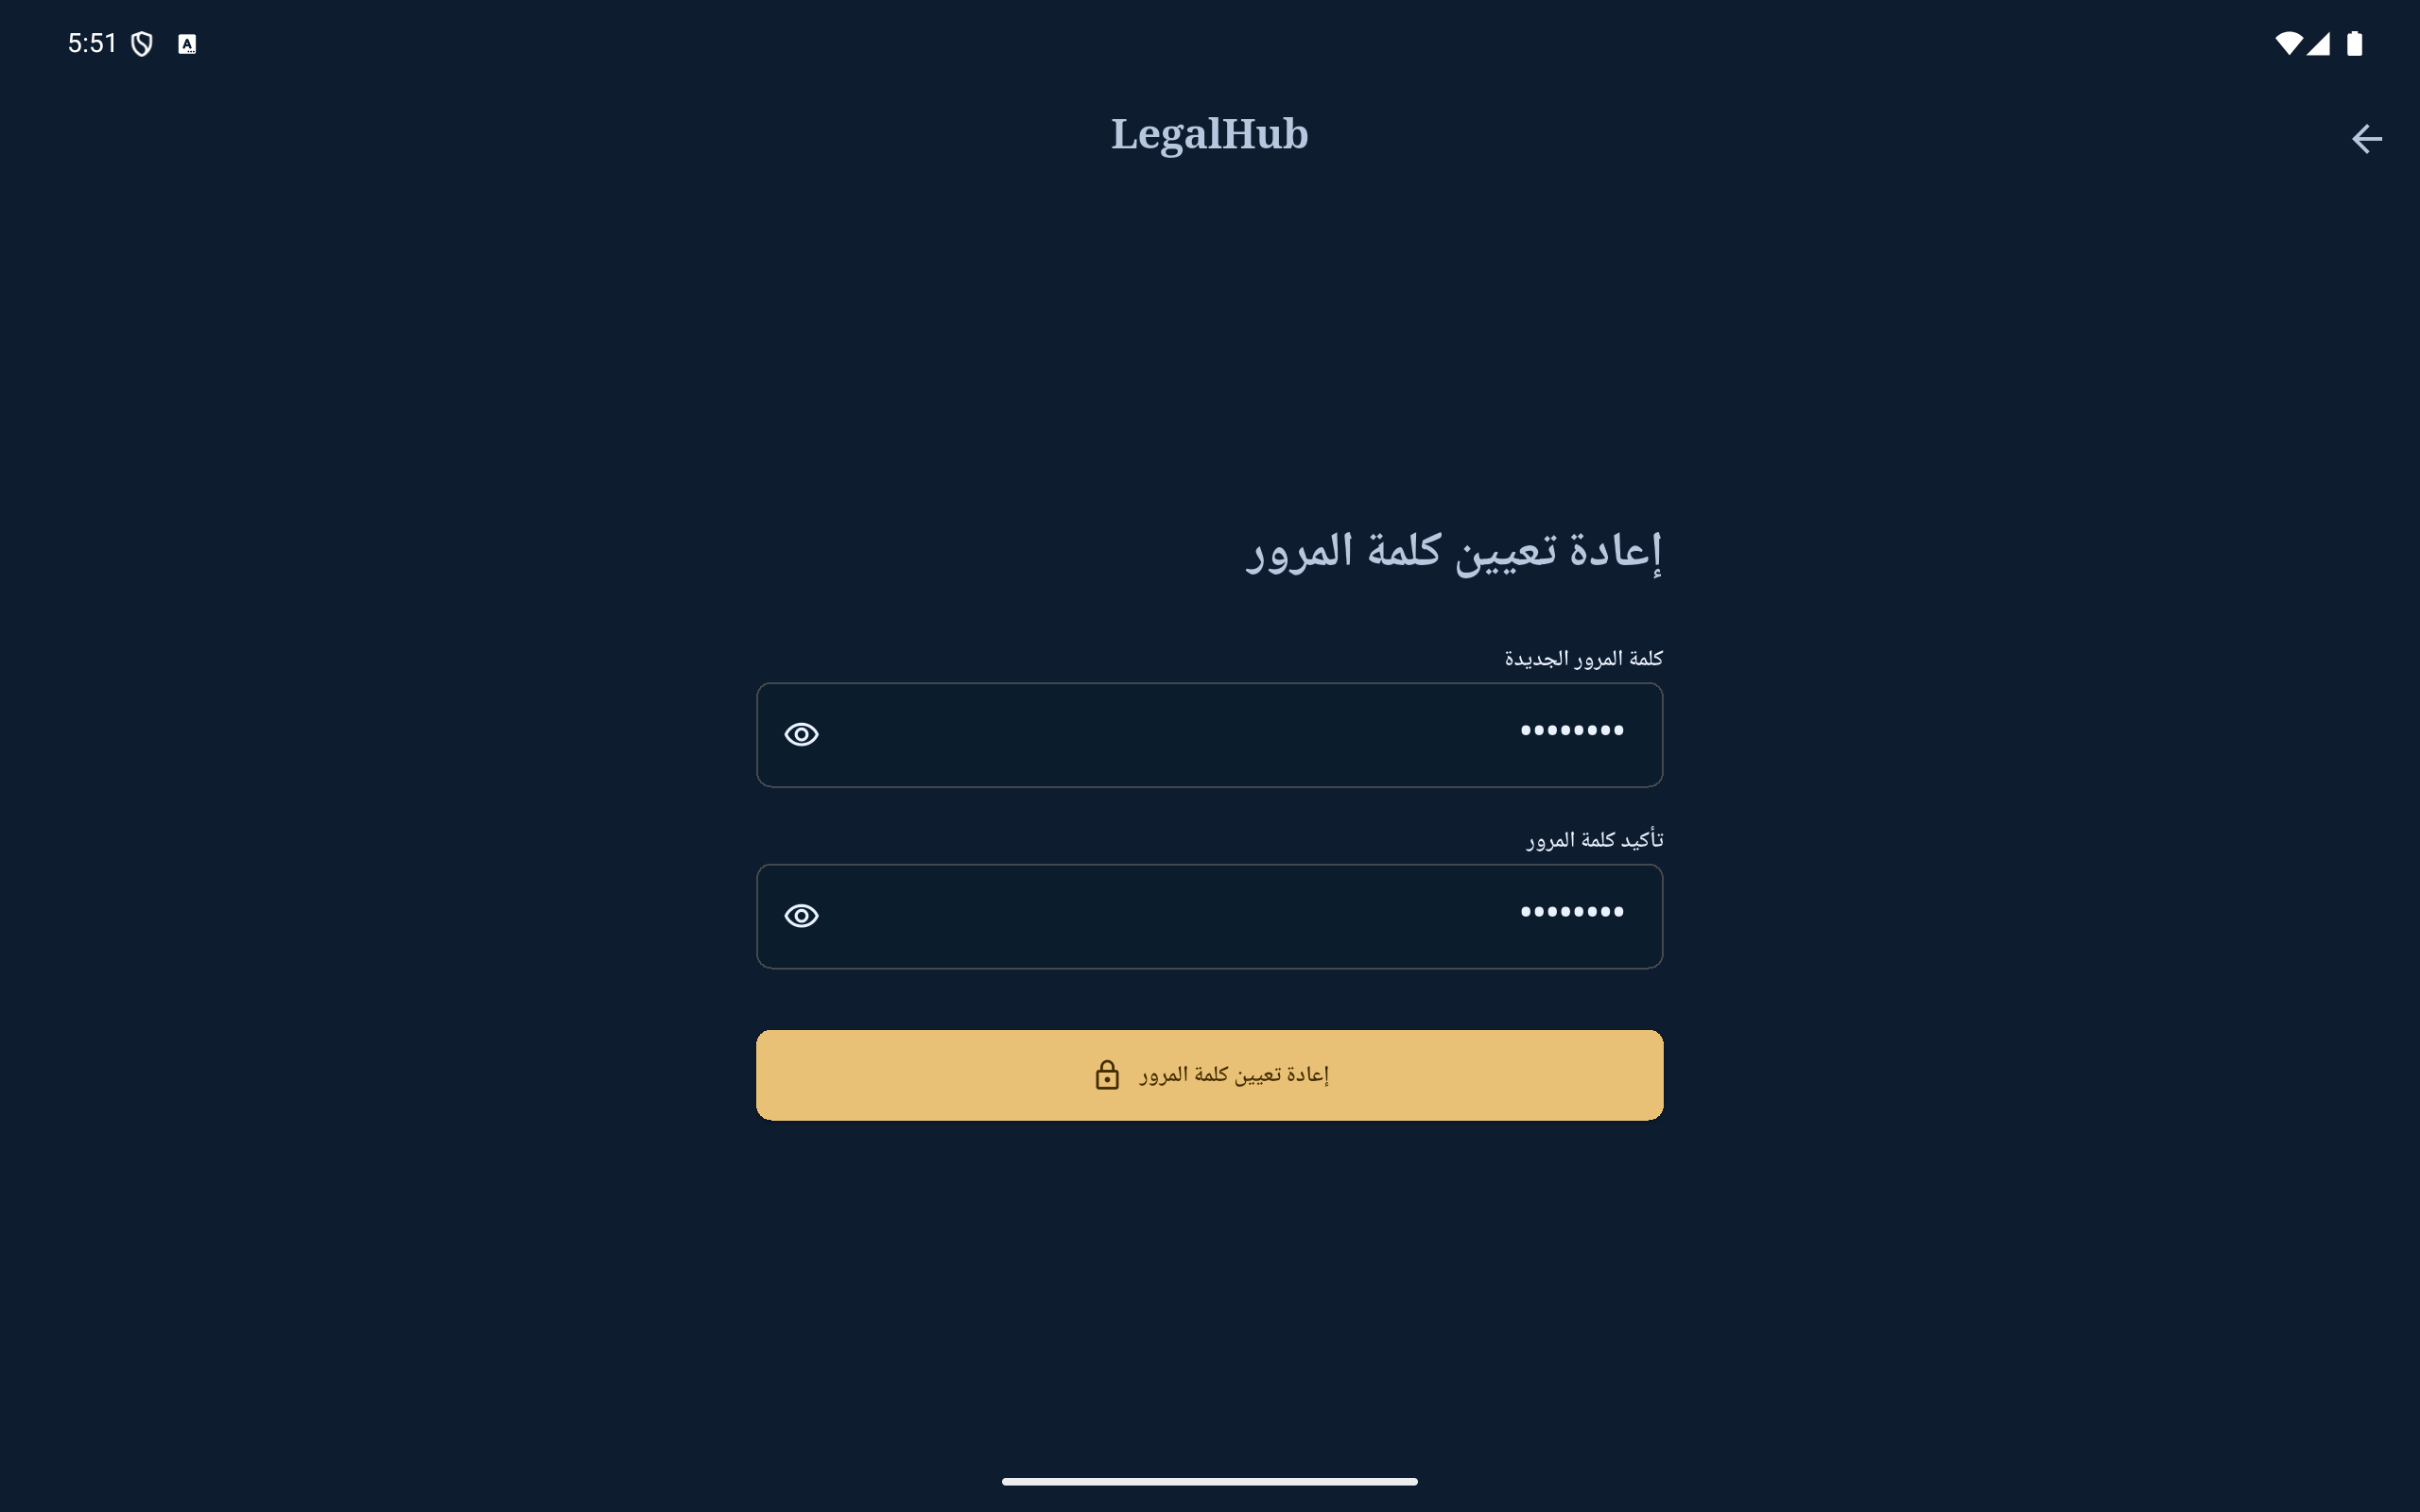 5:51
LegalHub
إعادة تعيين كلمة المرور
كلمة المرور الجديدة
••••••••
تأكيد كلمة المرور
••••••••
إعادة تعيين كلمة المرور